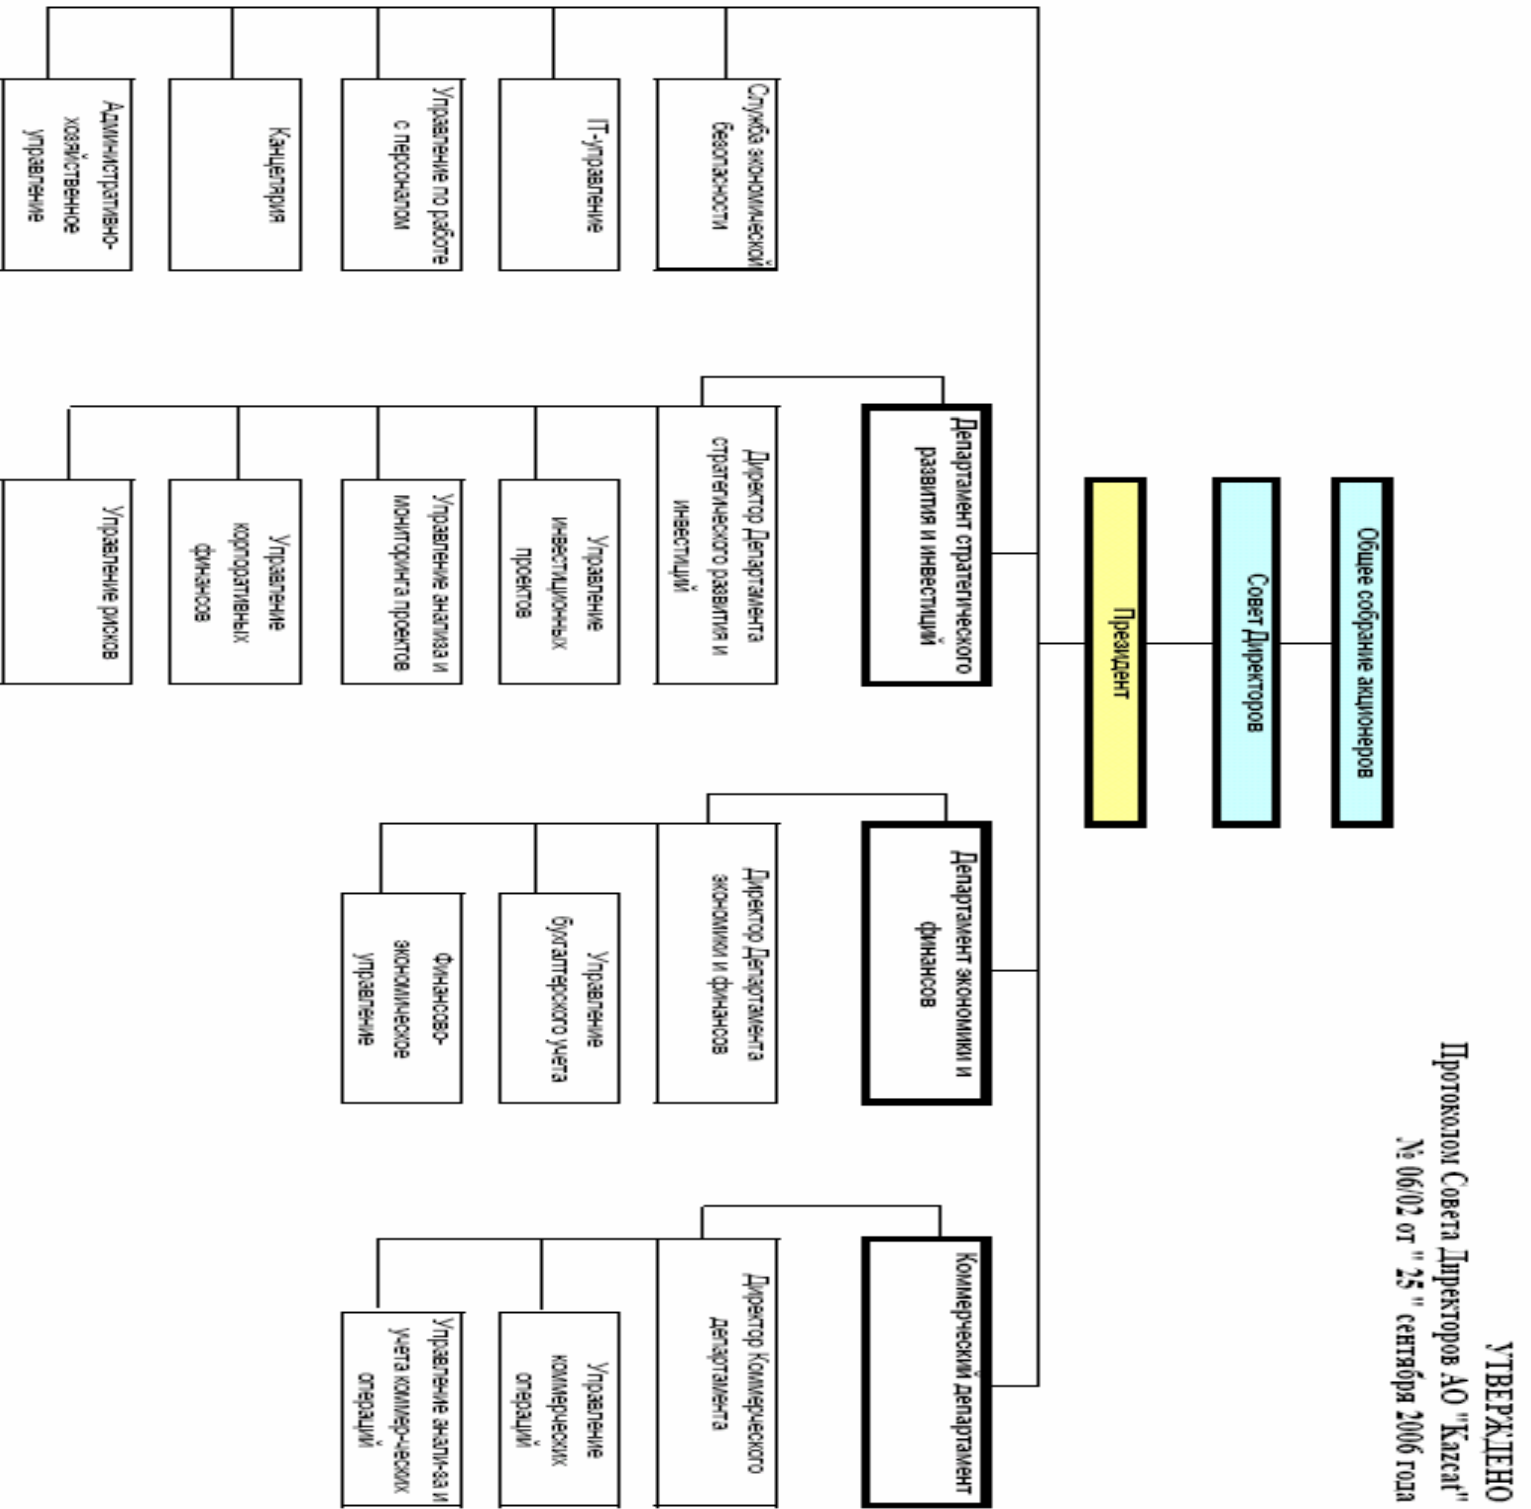 УТВЕРЖДЕНО
Протоколом Совета Директоров АО "Kazcat"
№ 06/02 от " 25 " сентября 2006 года
Общее собрание акционеров
Совет Директоров
Президент
Департамент стратегического
развития и инвестиций
Департамент экономики и
финансов
Коммерческий департамент
Служба экономической
безопасности
Директор Департамента
стратегического развития и
инвестиций
Директор Департамента
экономики и финансов
Директор Коммерческого
департамента
IT-управление
Управление
инвестиционных
проектов
Управление
бухгалтерского учета
Управление
коммерческих
операций
Управление по работе
с персоналом
Управление анализа и
мониторинга проектов
Финансово-
экономическое
управление
Управление анали-за и
учета коммер-ческих
операций
Канцелярия
Управление
корпоративных
финансов
Административно-
хозяйственное
управление
Управление рисков